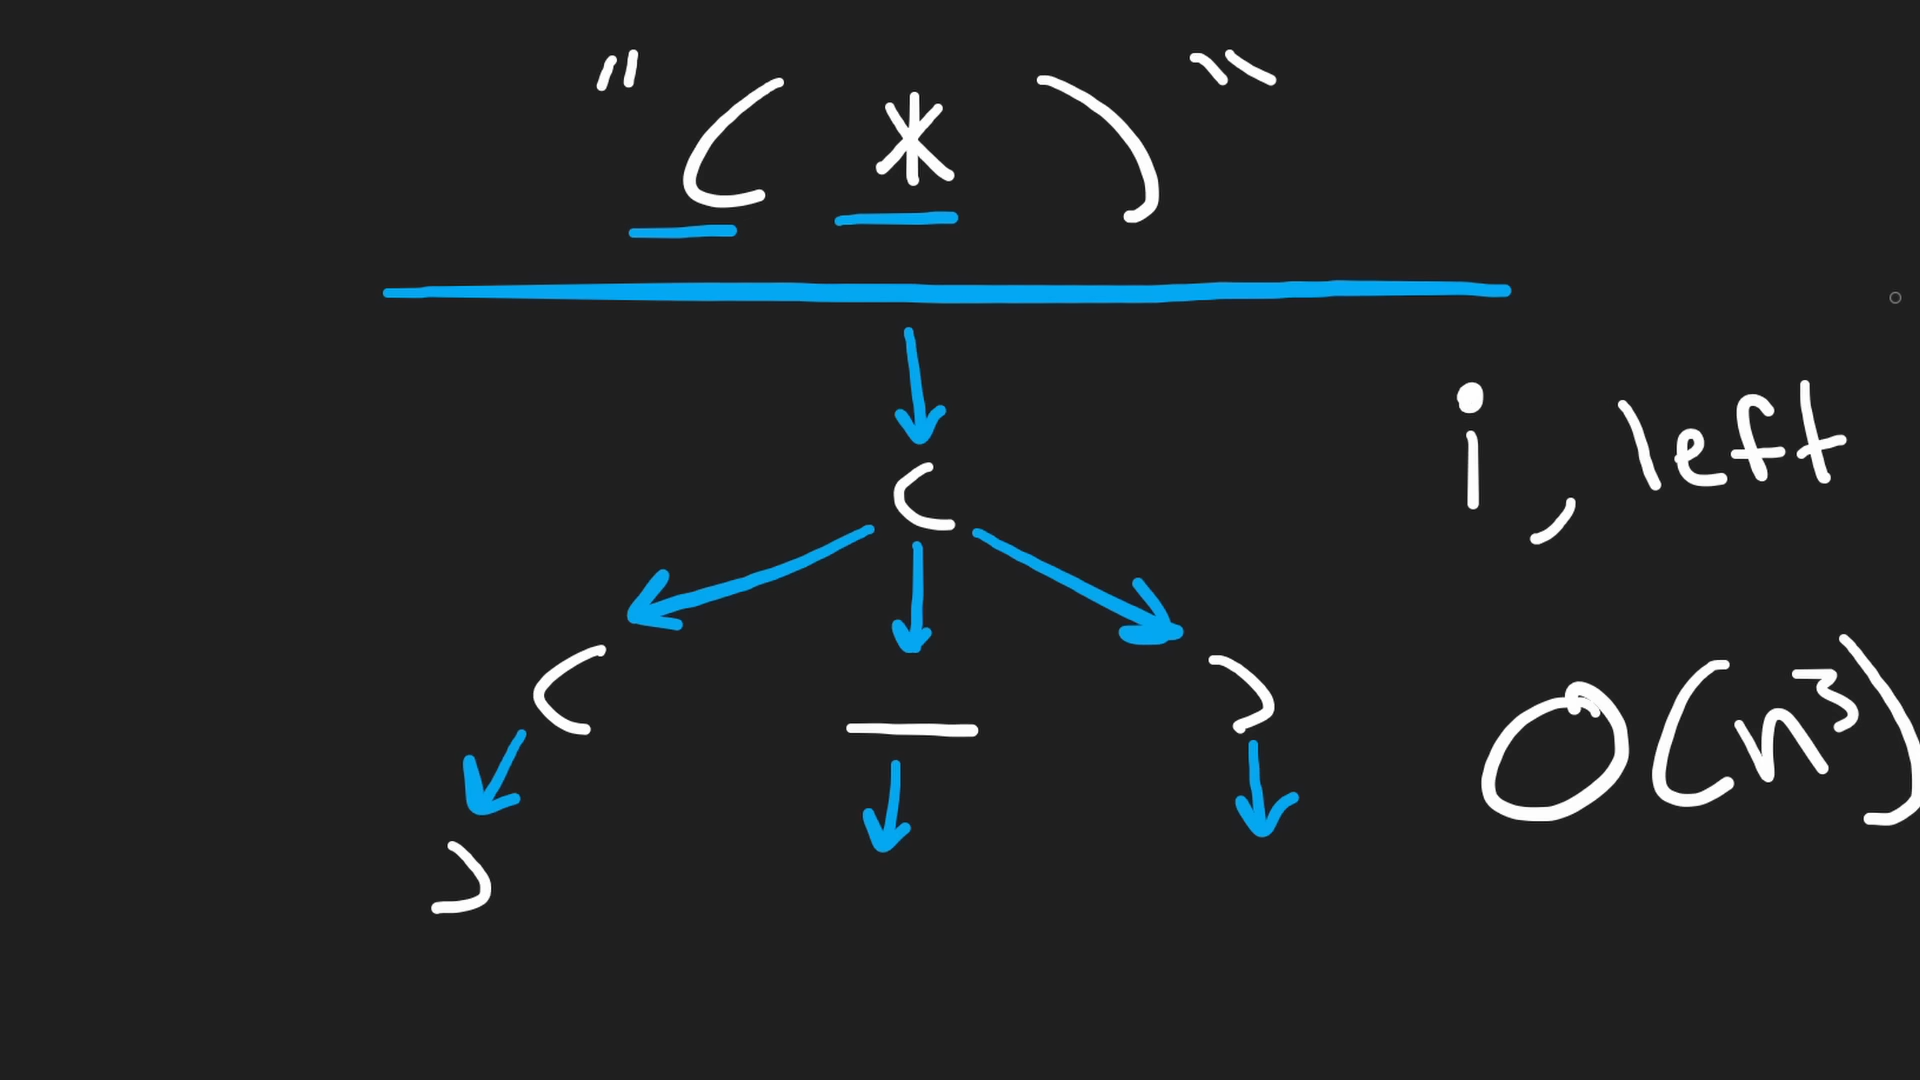 "( * )"
(
i, left
( _ )
O(n³)
)